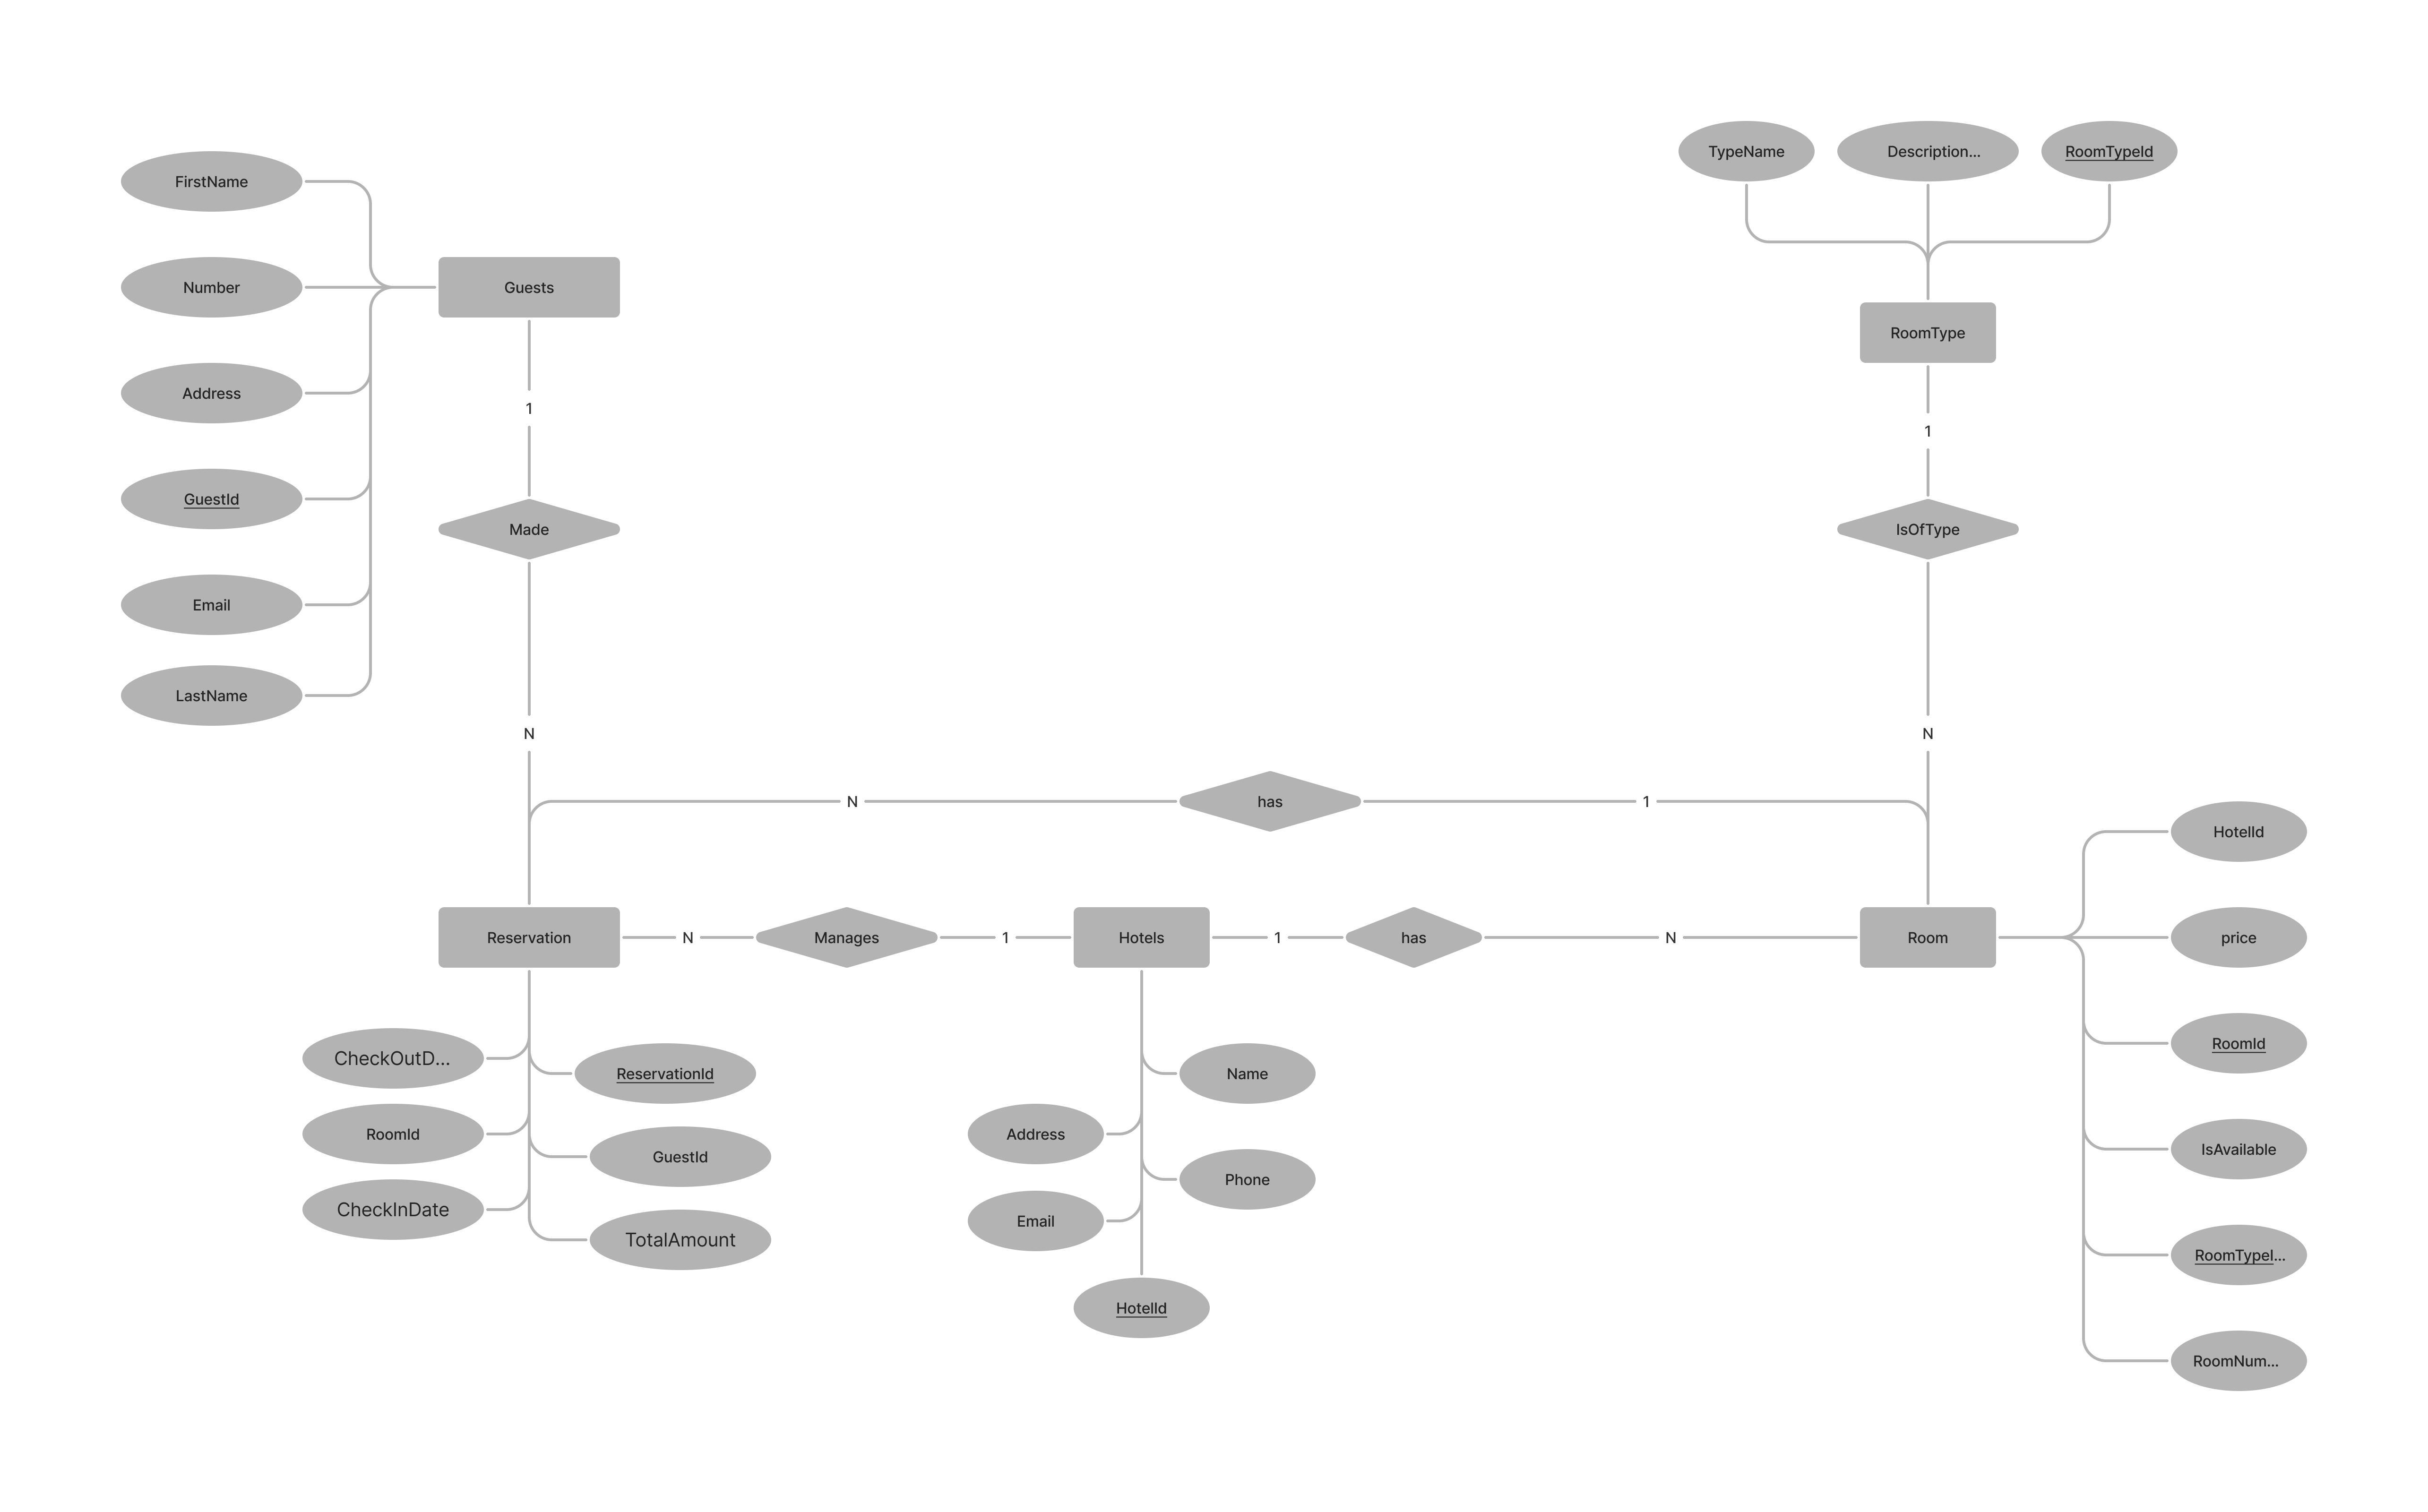 TypeName
Description...
RoomTypeId
FirstName
Number
Guests
RoomType
Address
1
1
GuestId
Made
IsOfType
Email
LastName
N
N
N
has
1
HotelId
Reservation
N
Manages
1
Hotels
1
has
N
Room
price
CheckOutD...
ReservationId
Name
RoomId
RoomId
Address
GuestId
IsAvailable
Phone
CheckInDate
Email
TotalAmount
RoomTypeI...
HotelId
RoomNum...